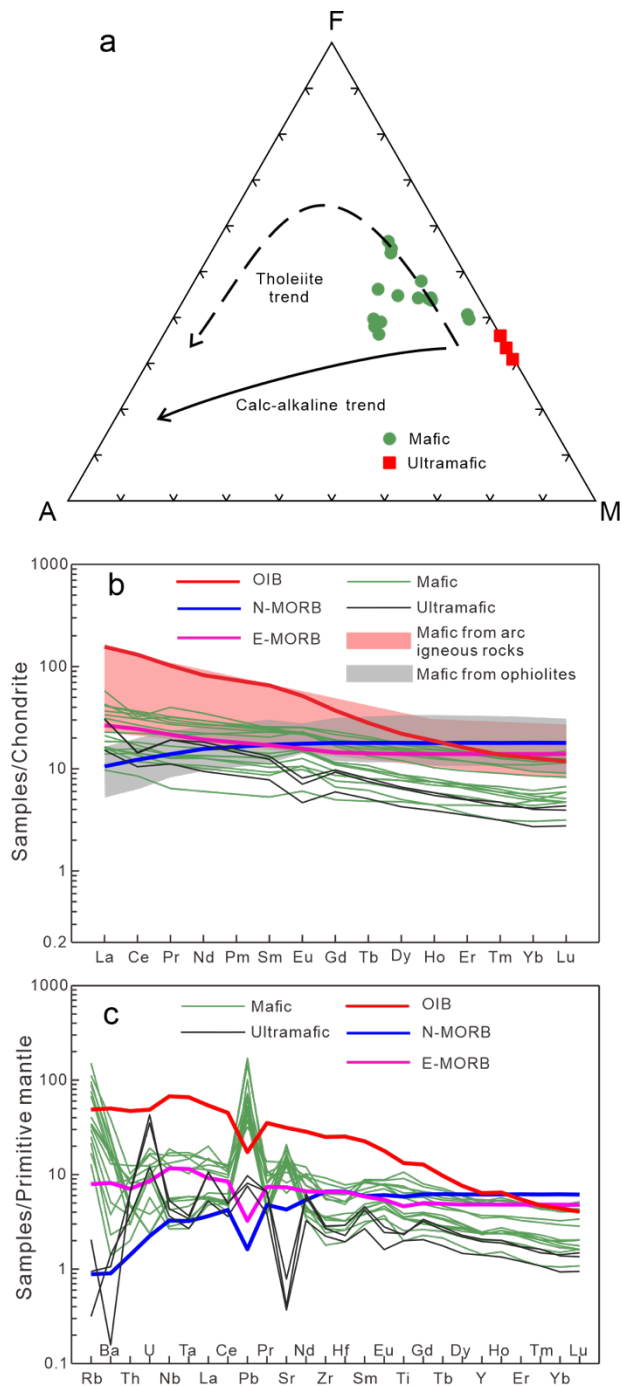 a
F
Tholeiite
trend
Calc-alkaline trend
Mafic
Ultramafic
A
M
b
Samples/Chondrite
1000
100
10
1
0.2
OIB
N-MORB
E-MORB
Mafic
Ultramafic
Mafic from arc
igneous rocks
Mafic from ophiolites
La Ce Pr Nd Pm Sm Eu Gd Tb Dy Ho Er Tm Yb Lu
c
Samples/Primitive mantle
1000
100
10
1
0.1
Mafic
Ultramafic
OIB
N-MORB
E-MORB
Ba U Ta Ce Pr Nd Hf Eu Gd Dy Ho Tm Lu
Rb Th Nb La Pb Sr Zr Sm Ti Tb Y Er Yb